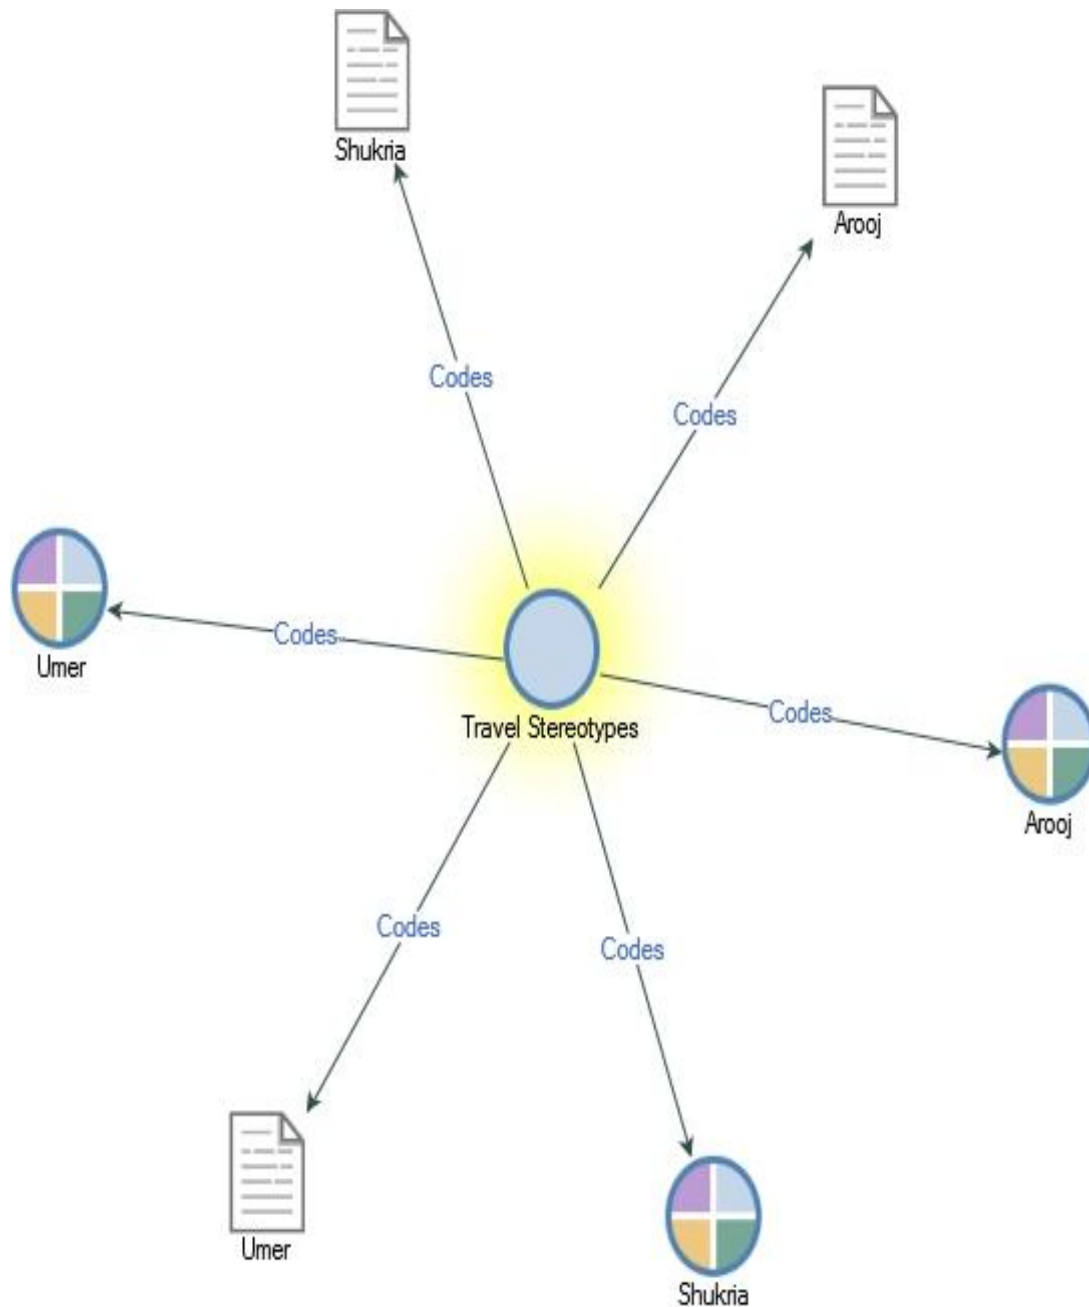 Shukria
Arooj
Codes
Codes
Codes
Umer
Codes
Travel Stereotypes
Arooj
Codes
Codes
Umer
Shukria